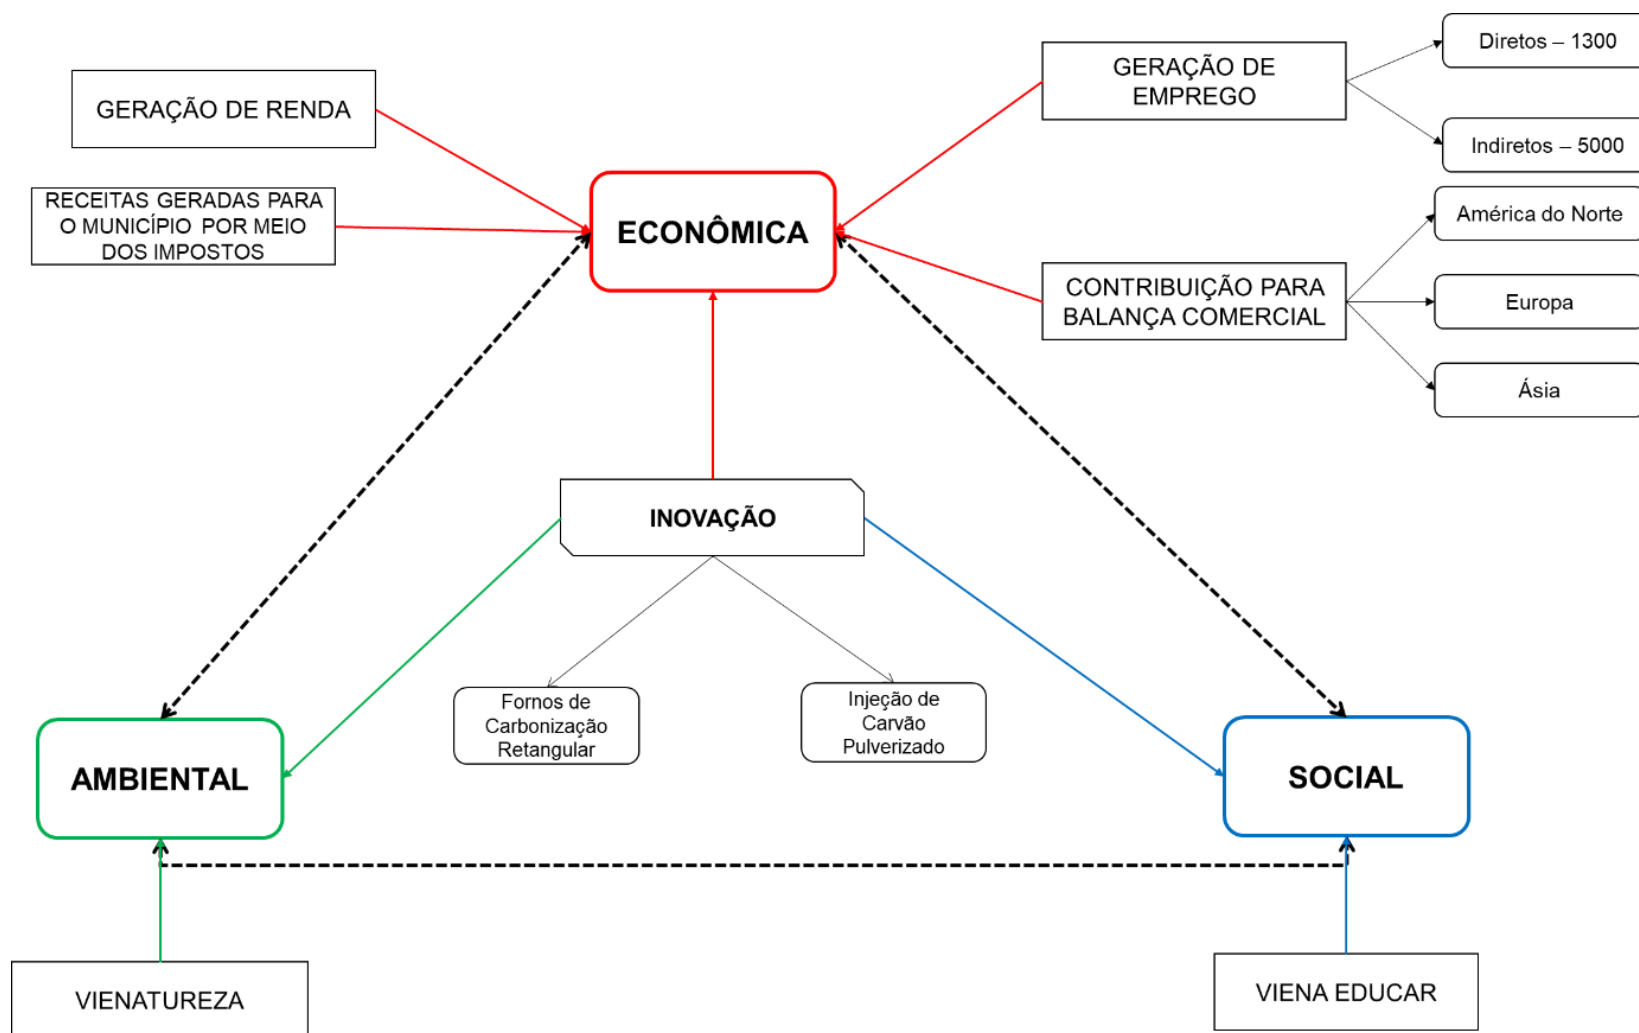 Diretos – 1300
GERAÇÃO DE
EMPREGO
GERAÇÃO DE RENDA
Indiretos – 5000
RECEITAS GERADAS PARA
O MUNICÍPIO POR MEIO
DOS IMPOSTOS
ECONÔMICA
América do Norte
CONTRIBUIÇÃO PARA
BALANÇA COMERCIAL
Europa
Ásia
INOVAÇÃO
Fornos de
Carbonização
Retangular
Injeção de
Carvão
Pulverizado
AMBIENTAL
SOCIAL
VIENATUREZA
VIENA EDUCAR